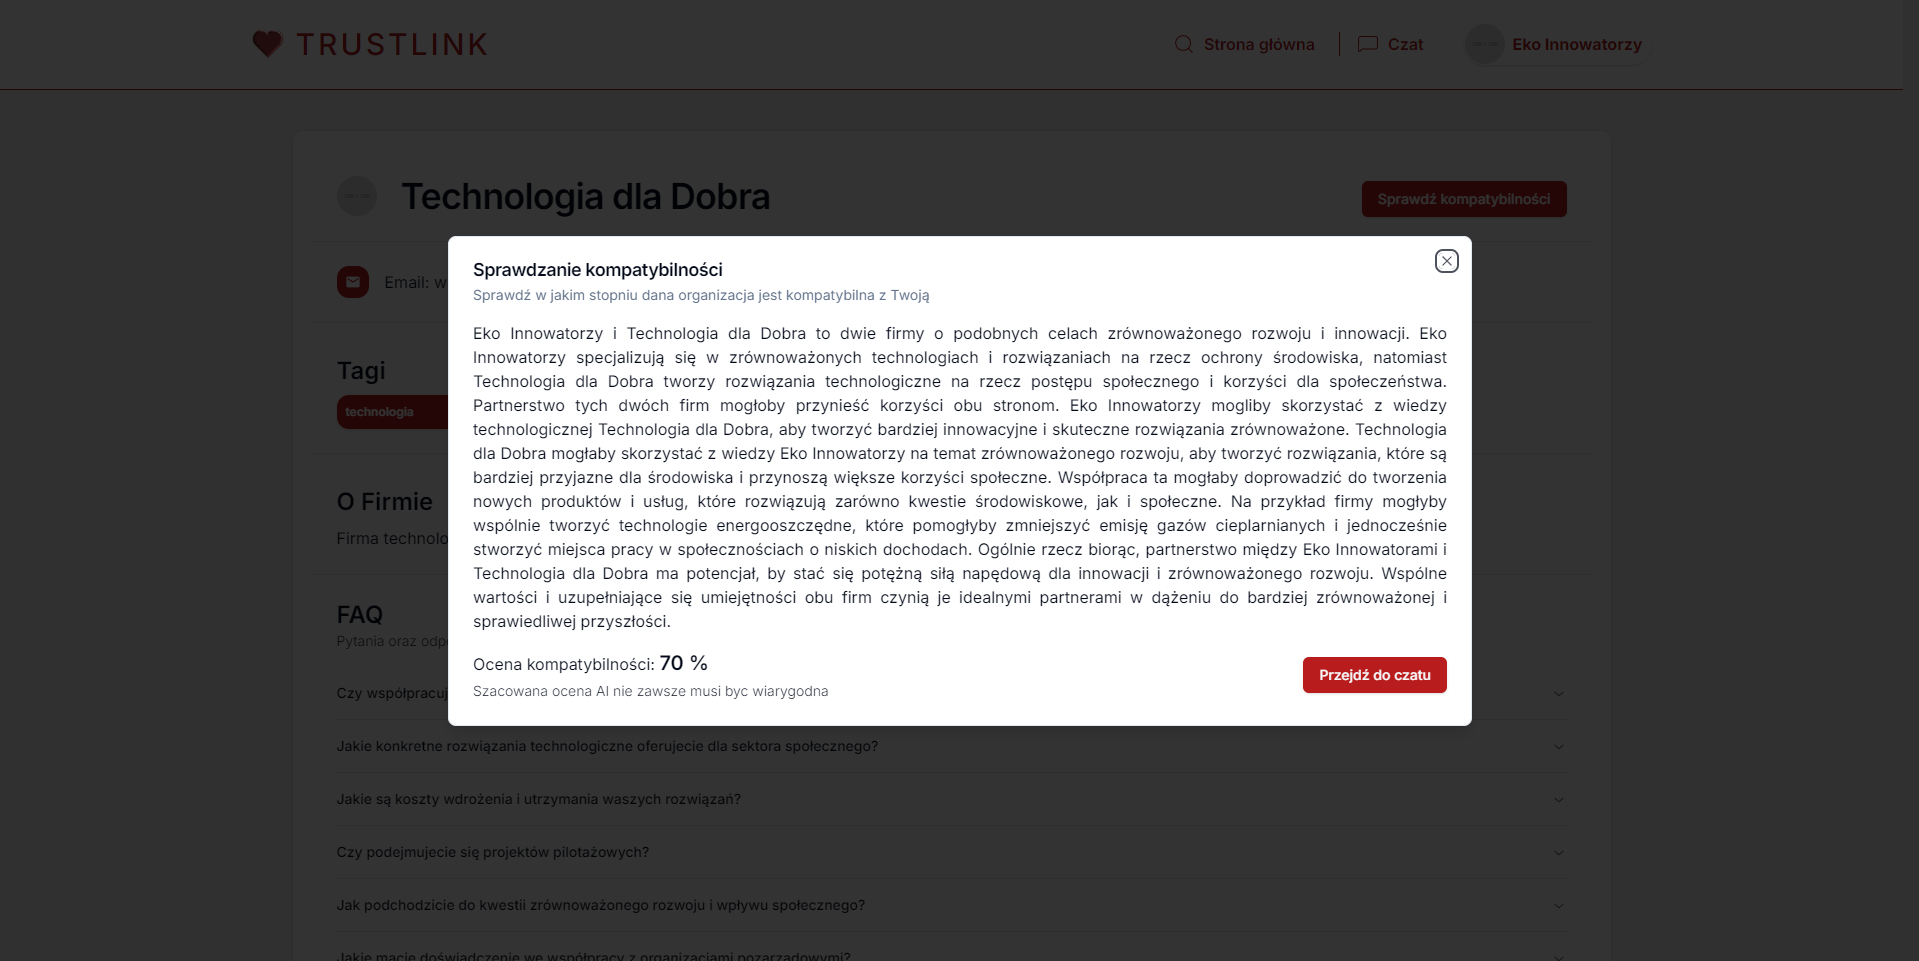 TRUSTLINK
Strona główna
Czat
Eko Innowatorzy
Technologia dla Dobra
Sprawdź kompatybilności
Email: w
Tagi
technologia
O Firmie
Firma technolo
FAQ
Pytania oraz odp
Czy współpracuj
Sprawdzanie kompatybilności
Sprawdź w jakim stopniu dana organizacja jest kompatybilna z Twoją
Eko Innowatorzy i Technologia dla Dobra to dwie firmy o podobnych celach zrównoważonego rozwoju i innowacji. Eko
Innowatorzy specjalizują się w zrównoważonych technologiach i rozwiązaniach na rzecz ochrony środowiska, natomiast
Technologia dla Dobra tworzy rozwiązania technologiczne na rzecz postępu społecznego i korzyści dla społeczeństwa.
Partnerstwo tych dwóch firm mogłoby przynieść korzyści obu stronom. Eko Innowatorzy mogliby skorzystać z wiedzy
technologicznej Technologia dla Dobra, aby tworzyć bardziej innowacyjne i skuteczne rozwiązania zrównoważone. Technologia
dla Dobra mogłaby skorzystać z wiedzy Eko Innowatorzy na temat zrównoważonego rozwoju, aby tworzyć rozwiązania, które są
bardziej przyjazne dla środowiska i przynoszą większe korzyści społeczne. Współpraca ta mogłaby doprowadzić do tworzenia
nowych produktów i usług, które rozwiązują zarówno kwestie środowiskowe, jak i społeczne. Na przykład firmy mogłyby
wspólnie tworzyć technologie energooszczędne, które pomogłyby zmniejszyć emisję gazów cieplarnianych i jednocześnie
stworzyć miejsca pracy w społecznościach o niskich dochodach. Ogólnie rzecz biorąc, partnerstwo między Eko Innowatorami i
Technologia dla Dobra ma potencjał, by stać się potężną siłą napędową dla innowacji i zrównoważonego rozwoju. Wspólne
wartości i uzupełniające się umiejętności obu firm czynią je idealnymi partnerami w dążeniu do bardziej zrównoważonej i
sprawiedliwej przyszłości.
Ocena kompatybilności: 70 %
Szacowana ocena AI nie zawsze musi byc wiarygodna
Przejdź do czatu
Jakie konkretne rozwiązania technologiczne oferujecie dla sektora społecznego?
Jakie są koszty wdrożenia i utrzymania waszych rozwiązań?
Czy podejmujecie się projektów pilotażowych?
Jak podchodzicie do kwestii zrównoważonego rozwoju i wpływu społecznego?
Jakie macie doświadczenie we współpracy z organizacjami pozarządowymi?